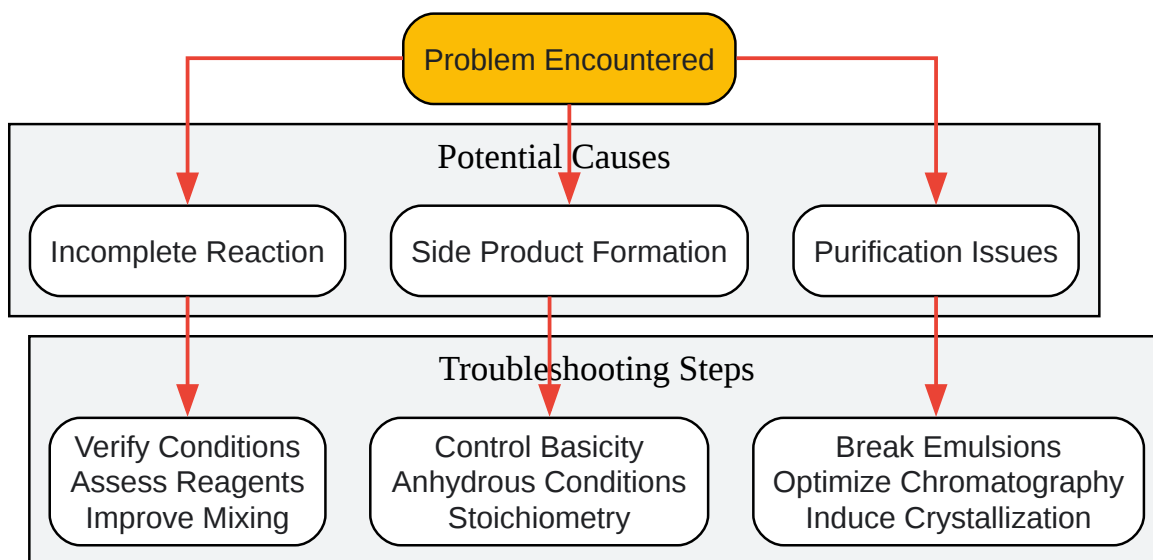 Problem Encountered
Potential Causes
Incomplete Reaction
Side Product Formation
Purification Issues
Troubleshooting Steps
Verify Conditions
Assess Reagents
Improve Mixing
Control Basicity
Anhydrous Conditions
Stoichiometry
Break Emulsions
Optimize Chromatography
Induce Crystallization